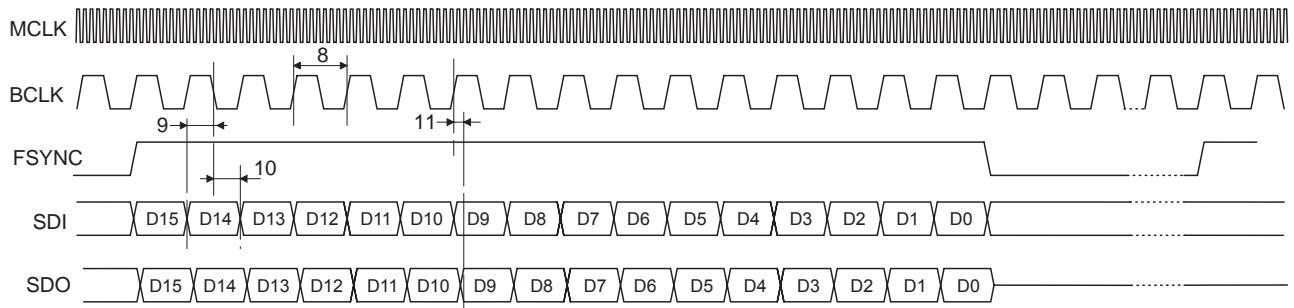 MCLK
8
BCLK
9
11
FSYNC
10
SDI D15 D14 D13 D12 D11 D10 D9 D8 D7 D6 D5 D4 D3 D2 D1 D0
SDO D15 D14 D13 D12 D11 D10 D9 D8 D7 D6 D5 D4 D3 D2 D1 D0